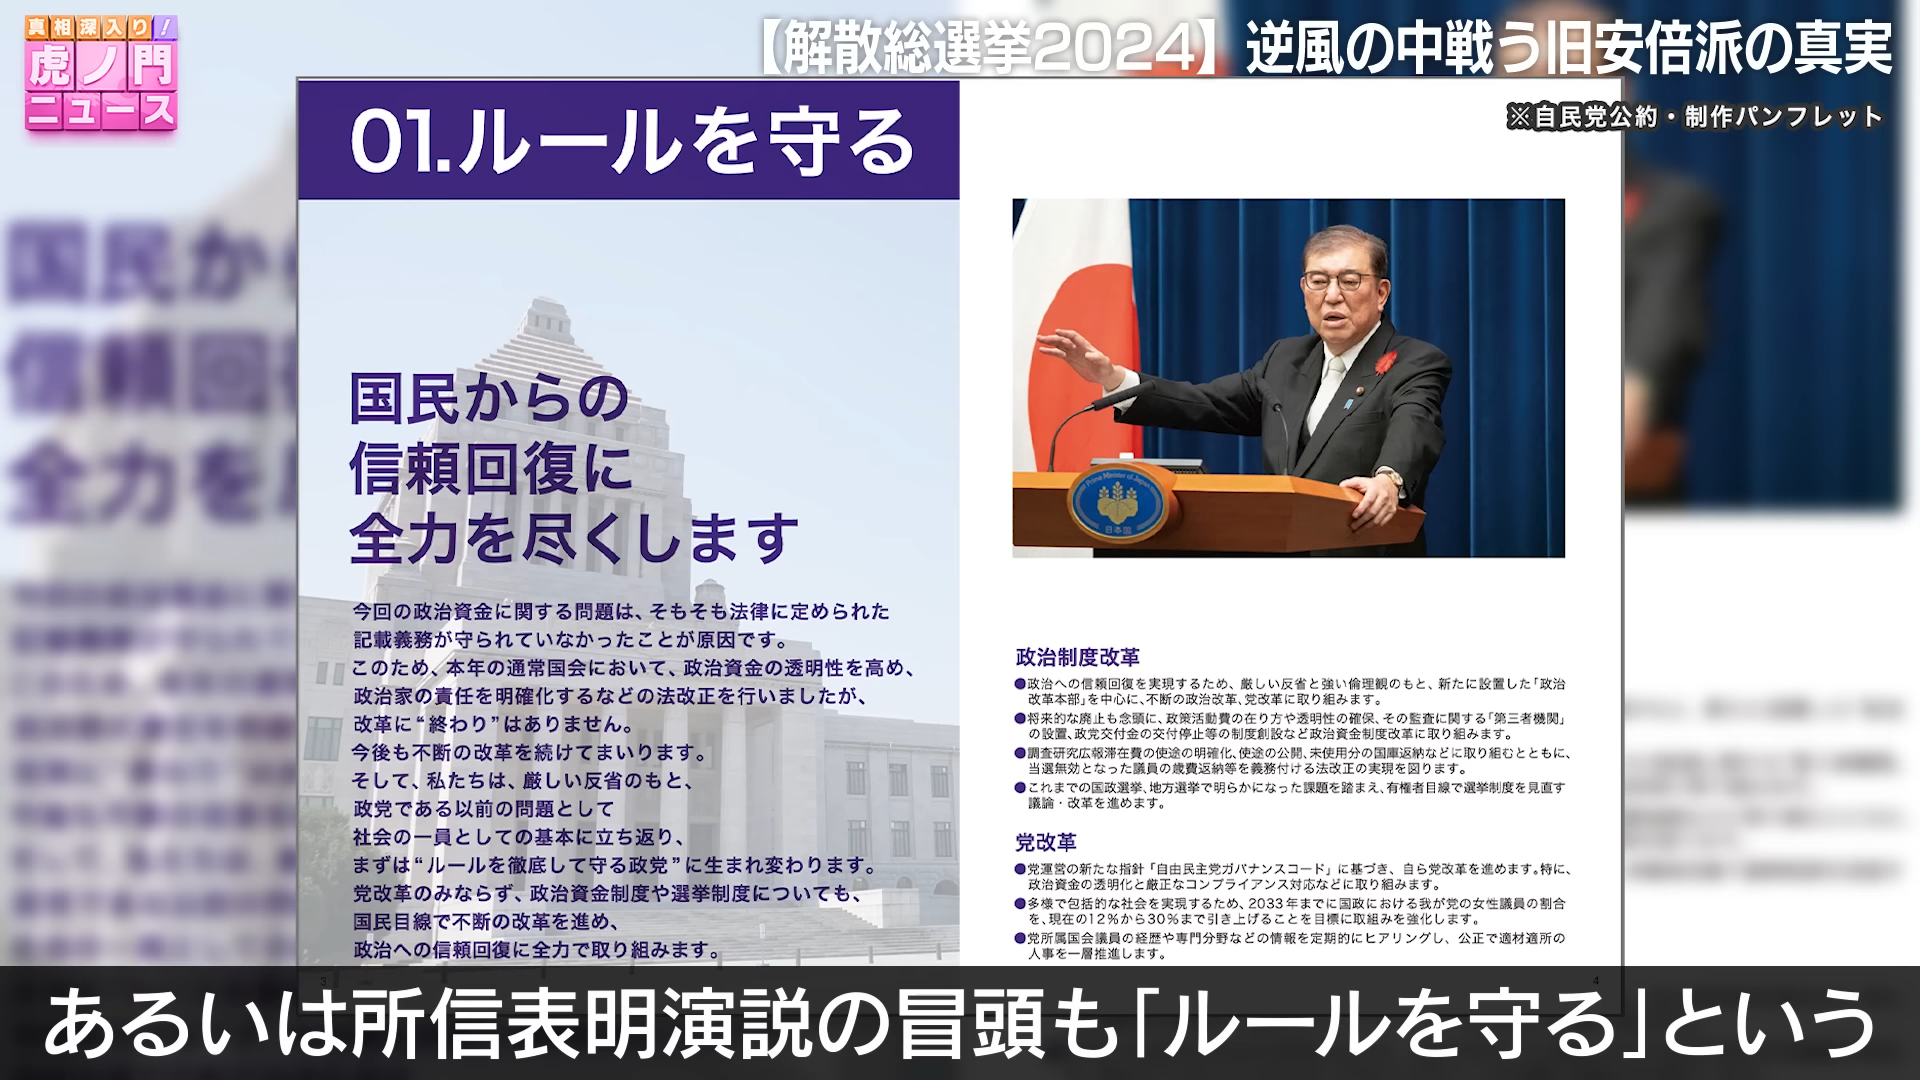 真相深入り!
虎ノ門
ニュース
【解散総選挙2024】逆風の中戦う旧安倍派の真実
※自民党公約・制作パンフレット
01.ルールを守る
国民からの
信頼回復に
全力を尽くします
今回の政治資金に関する問題は、そもそも法律に定められた
記載義務が守られていなかったことが原因です。
このため、本年の通常国会において、政治資金の透明性を高め、
政治家の責任を明確化するなどの法改正を行いましたが、
改革に“終わり”はありません。
今後も不断の改革を続けてまいります。
そして、私たちは、厳しい反省のもと、
政党である以前の問題として
社会の一員としての基本に立ち返り、
まずは“ルールを徹底して守る政党”に生まれ変わります。
党改革のみならず、政治資金制度や選挙制度についても、
国民目線で不断の改革を進め、
政治への信頼回復に全力で取り組みます。
3
Prime Minister of Japan
日本国
政治制度改革
●政治への信頼回復を実現するため、厳しい反省と強い倫理観のもと、新たに設置した「政治
改革本部」を中心に、不断の政治改革、党改革に取り組みます。
●将来的な廃止も念頭に、政策活動費の在り方や透明性の確保、その監査に関する「第三者機関」
の設置、政党交付金の交付停止等の制度創設など政治資金制度改革に取り組みます。
●調査研究広報滞在費の使途の明確化、使途の公開、未使用分の国庫返納などに取り組むとともに、
当選無効となった議員の歳費返納等を義務付ける法改正の実現を図ります。
●これまでの国政選挙、地方選挙で明らかになった課題を踏まえ、有権者目線で選挙制度を見直す
議論・改革を進めます。
党改革
●党運営の新たな指針「自由民主党ガバナンスコード」に基づき、自ら党改革を進めます。特に、
政治資金の透明化と厳正なコンプライアンス対応などに取り組みます。
●多様で包括的な社会を実現するため、2033年までに国政における我が党の女性議員の割合
を、現在の12%から30%まで引き上げることを目標に取組みを強化します。
●党所属国会議員の経歴や専門分野などの情報を定期的にヒアリングし、公正で適材適所の
人事を一層推進します。
4
あるいは所信表明演説の冒頭も「ルールを守る」という